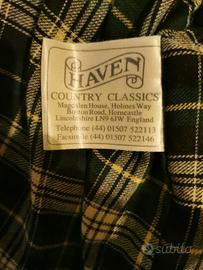 HAVEN
COUNTRY CLASSICS
Magdalen House, Holmes Way
Boston Road, Horncastle
Lincolnshire LN9 6JW England
Telephone (44) 01507 522113
Facsimile (44) 01507 522146
subito